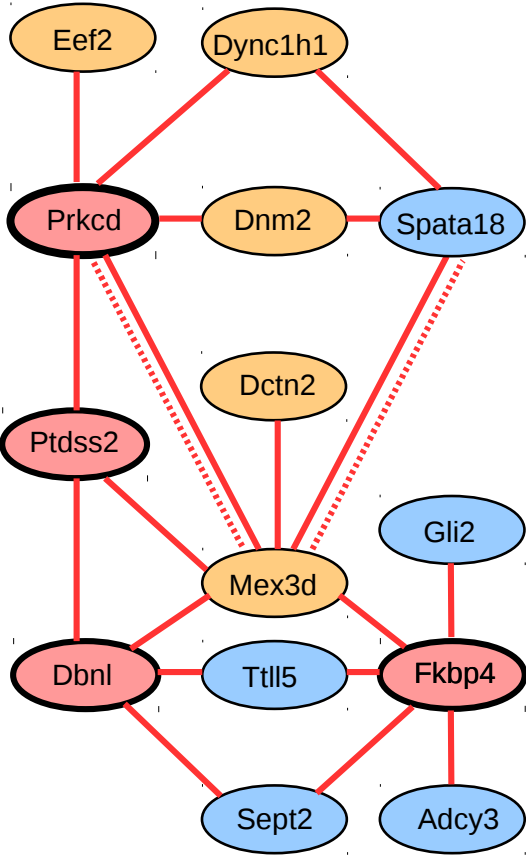 Eef2
Dync1h1
Prkcd
Dnm2
Spata18
Dctn2
Ptdss2
Gli2
Mex3d
Dbnl
Ttll5
Fkbp4
Sept2
Adcy3